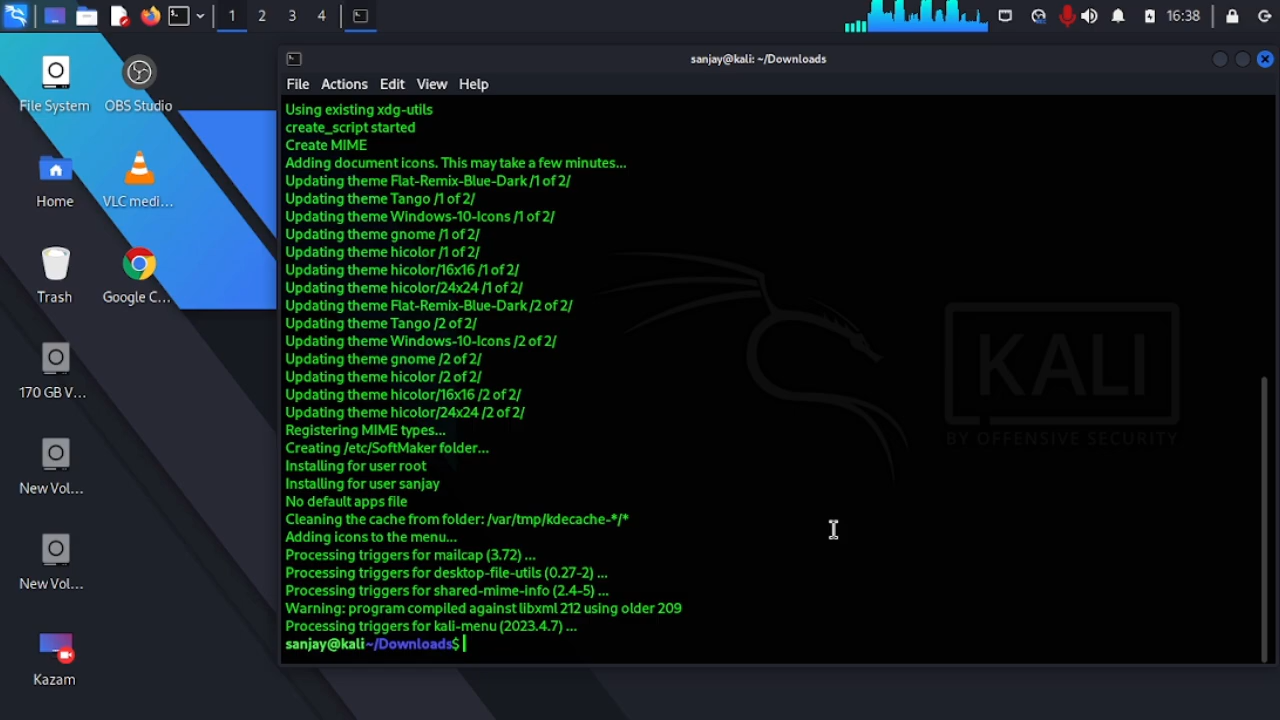 1 2 3 4
16:38
File System
OBS Studio
Home
VLC medi...
Trash
Google C...
170 GB V...
New Vol...
New Vol...
Kazam
sanjay@kali: ~/Downloads
File Actions Edit View Help
Using existing xdg-utils
create_script started
Create MIME
Adding document icons. This may take a few minutes...
Updating theme Flat-Remix-Blue-Dark /1 of 2/
Updating theme Tango /1 of 2/
Updating theme Windows-10-Icons /1 of 2/
Updating theme gnome /1 of 2/
Updating theme hicolor /1 of 2/
Updating theme hicolor/16x16 /1 of 2/
Updating theme hicolor/24x24 /1 of 2/
Updating theme Flat-Remix-Blue-Dark /2 of 2/
Updating theme Tango /2 of 2/
Updating theme Windows-10-Icons /2 of 2/
Updating theme gnome /2 of 2/
Updating theme hicolor /2 of 2/
Updating theme hicolor/16x16 /2 of 2/
Updating theme hicolor/24x24 /2 of 2/
Registering MIME types...
Creating /etc/SoftMaker folder...
Installing for user root
Installing for user sanjay
No default apps file
Cleaning the cache from folder: /var/tmp/kdecache-*/*
Adding icons to the menu...
Processing triggers for mailcap (3.72) ...
Processing triggers for desktop-file-utils (0.27-2) ...
Processing triggers for shared-mime-info (2.4-5) ...
Warning: program compiled against libxml 212 using older 209
Processing triggers for kali-menu (2023.4.7) ...
sanjay@kali~/Downloads$
KALI
BY OFFENSIVE SECURITY